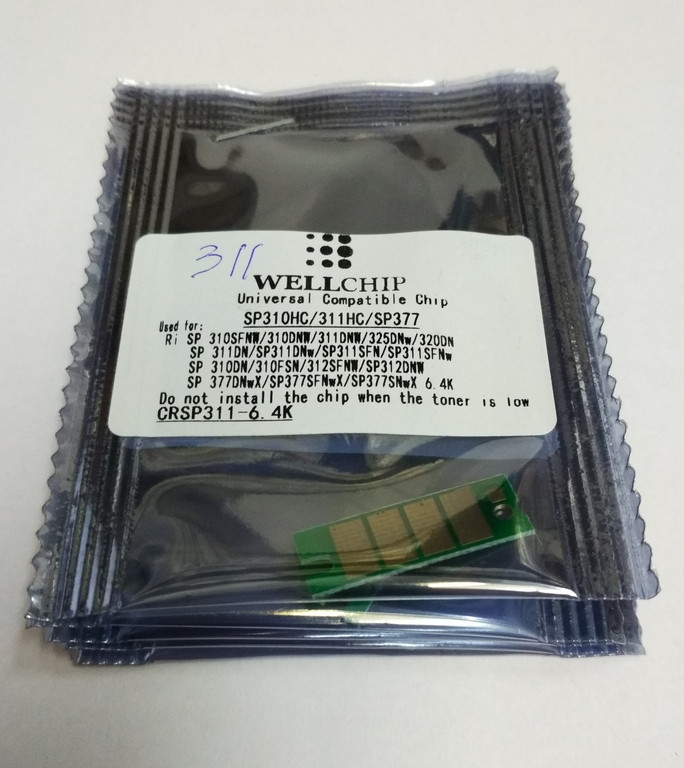 311
WELLCHIP
Universal Compatible Chip
SP310HC/311HC/SP377
Used for:
Ri SP 310SFNW/310DNW/311DNW/325DNw/320DN
SP 311DN/SP311DNw/SP311SFN/SP311SFNw
SP 310DN/310FSN/312SFNW/SP312DNW
SP 377DNwX/SP377SFNwX/SP377SNwX 6.4K
Do not install the chip when the toner is low
CRSP311-6.4K